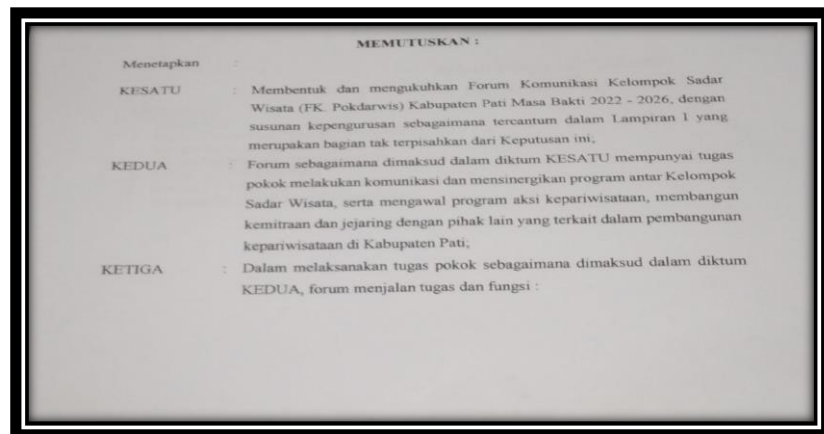 MEMUTUSKAN :
Menetapkan :
KESATU : Membentuk dan mengukuhkan Forum Komunikasi Kelompok Sadar
Wisata (FK. Pokdarwis) Kabupaten Pati Masa Bakti 2022 - 2026, dengan
susunan kepengurusan sebagaimana tercantum dalam Lampiran I yang
merupakan bagian tak terpisahkan dari Keputusan ini;
KEDUA : Forum sebagaimana dimaksud dalam diktum KESATU mempunyai tugas
pokok melakukan komunikasi dan mensinergikan program antar Kelompok
Sadar Wisata, serta mengawal program aksi kepariwisataan, membangun
kemitraan dan jejaring dengan pihak lain yang terkait dalam pembangunan
kepariwisataan di Kabupaten Pati;
KETIGA : Dalam melaksanakan tugas pokok sebagaimana dimaksud dalam diktum
KEDUA, forum menjalan tugas dan fungsi :